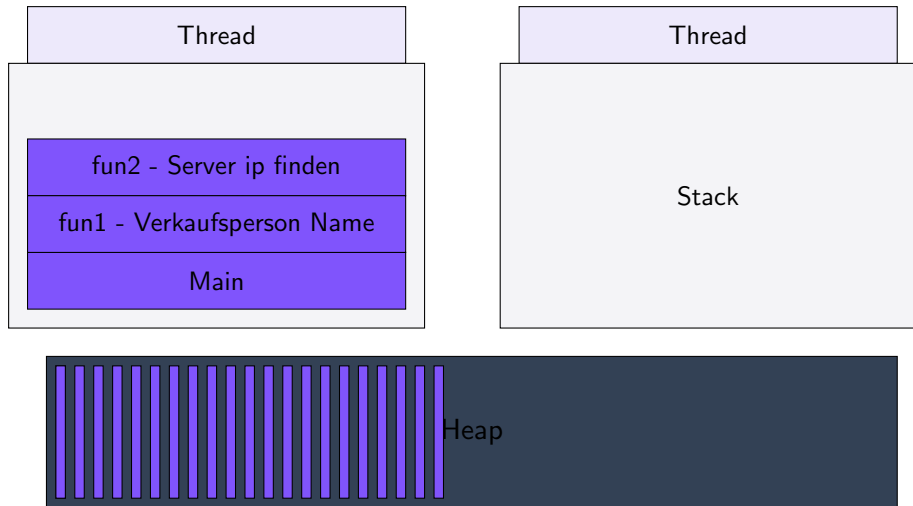 Thread
Thread
fun2 - Server ip finden
fun1 - Verkaufsperson Name
Main
Stack
Heap